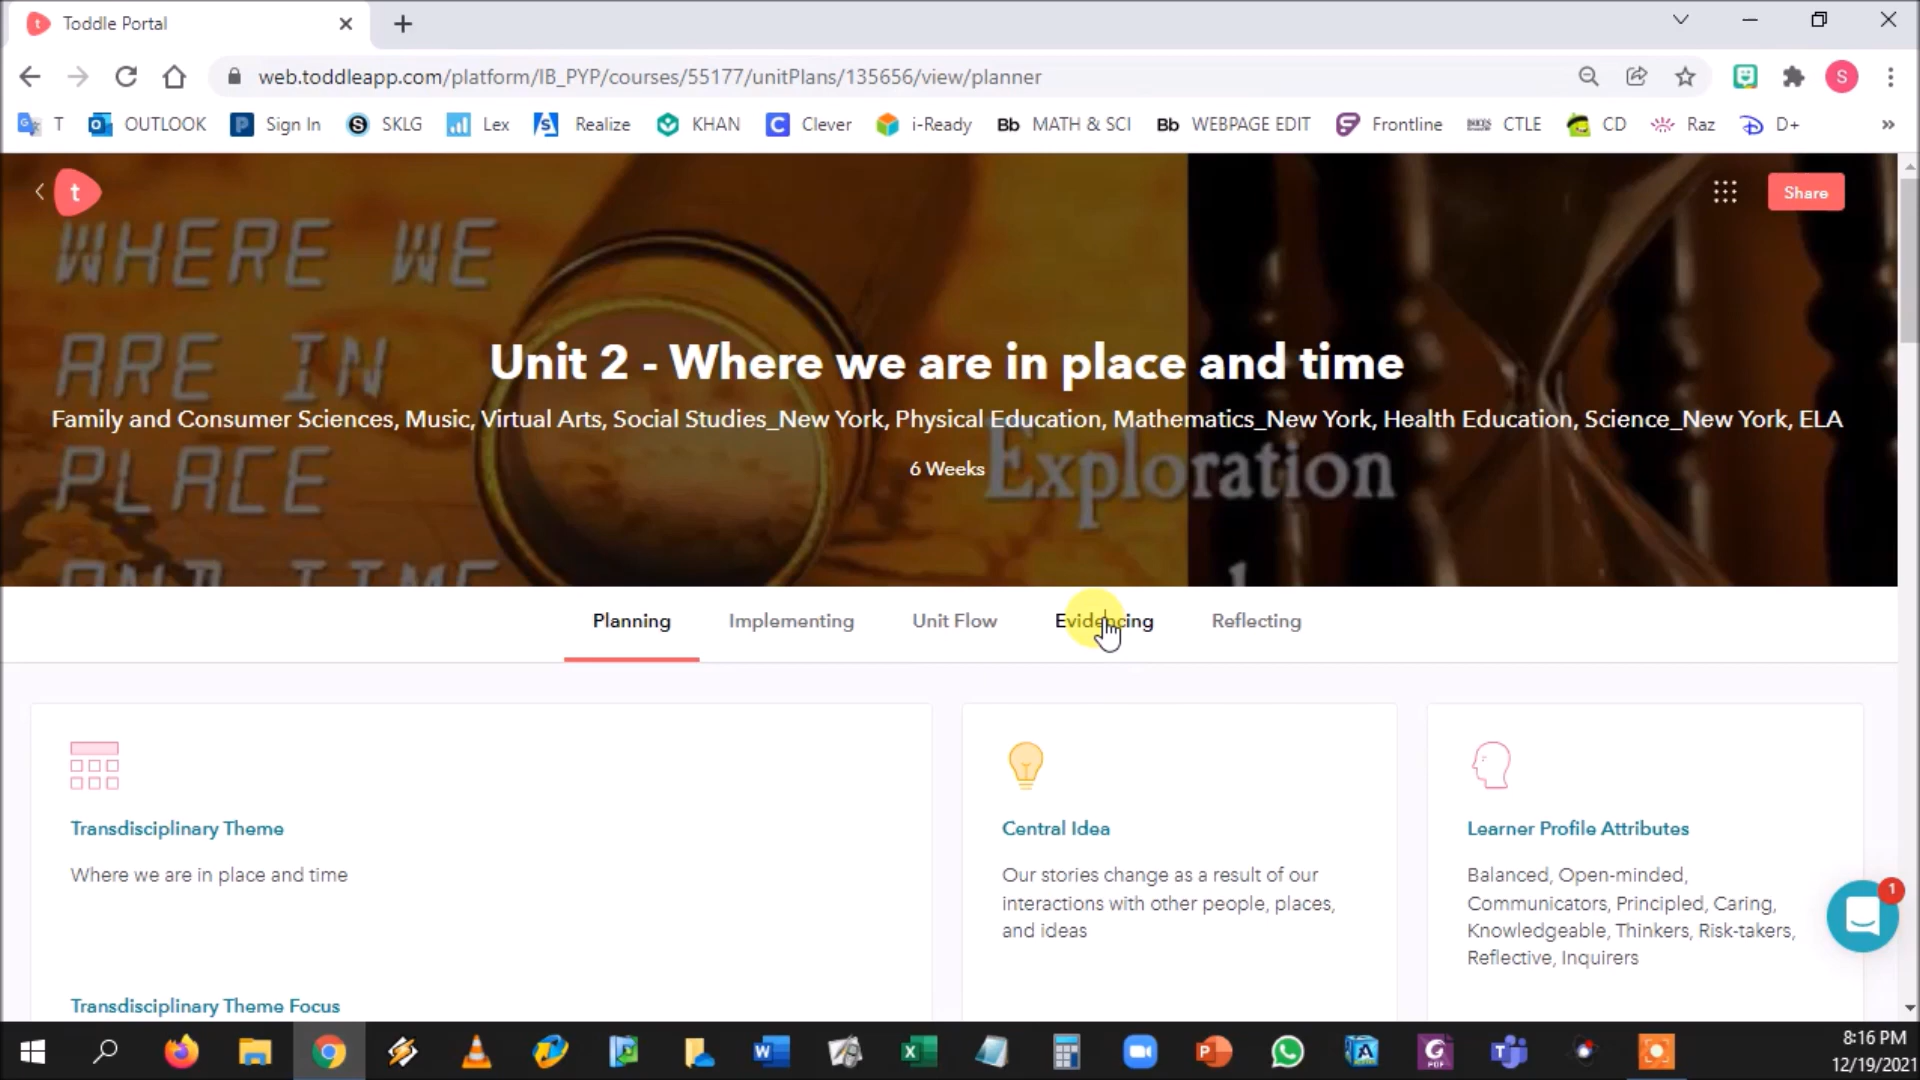 Toddle Portal
web.toddleapp.com/platform/IB_PYP/courses/55177/unitPlans/135656/view/planner
S
T OUTLOOK Sign In SKLG Lex Realize KHAN Clever i-Ready Bb MATH & SCI Bb WEBPAGE EDIT Frontline CTLE CD Raz D+ »
t
Share
WHERE WE
ARE IN
PLACE
AND TIME
Exploration
Unit 2 - Where we are in place and time
Family and Consumer Sciences, Music, Virtual Arts, Social Studies_New York, Physical Education, Mathematics_New York, Health Education, Science_New York, ELA
6 Weeks
Planning Implementing Unit Flow Evidencing Reflecting
Transdisciplinary Theme
Where we are in place and time
Transdisciplinary Theme Focus
Central Idea
Our stories change as a result of our
interactions with other people, places,
and ideas
Learner Profile Attributes
Balanced, Open-minded,
Communicators, Principled, Caring,
Knowledgeable, Thinkers, Risk-takers,
Reflective, Inquirers
1
8:16 PM
12/19/2021